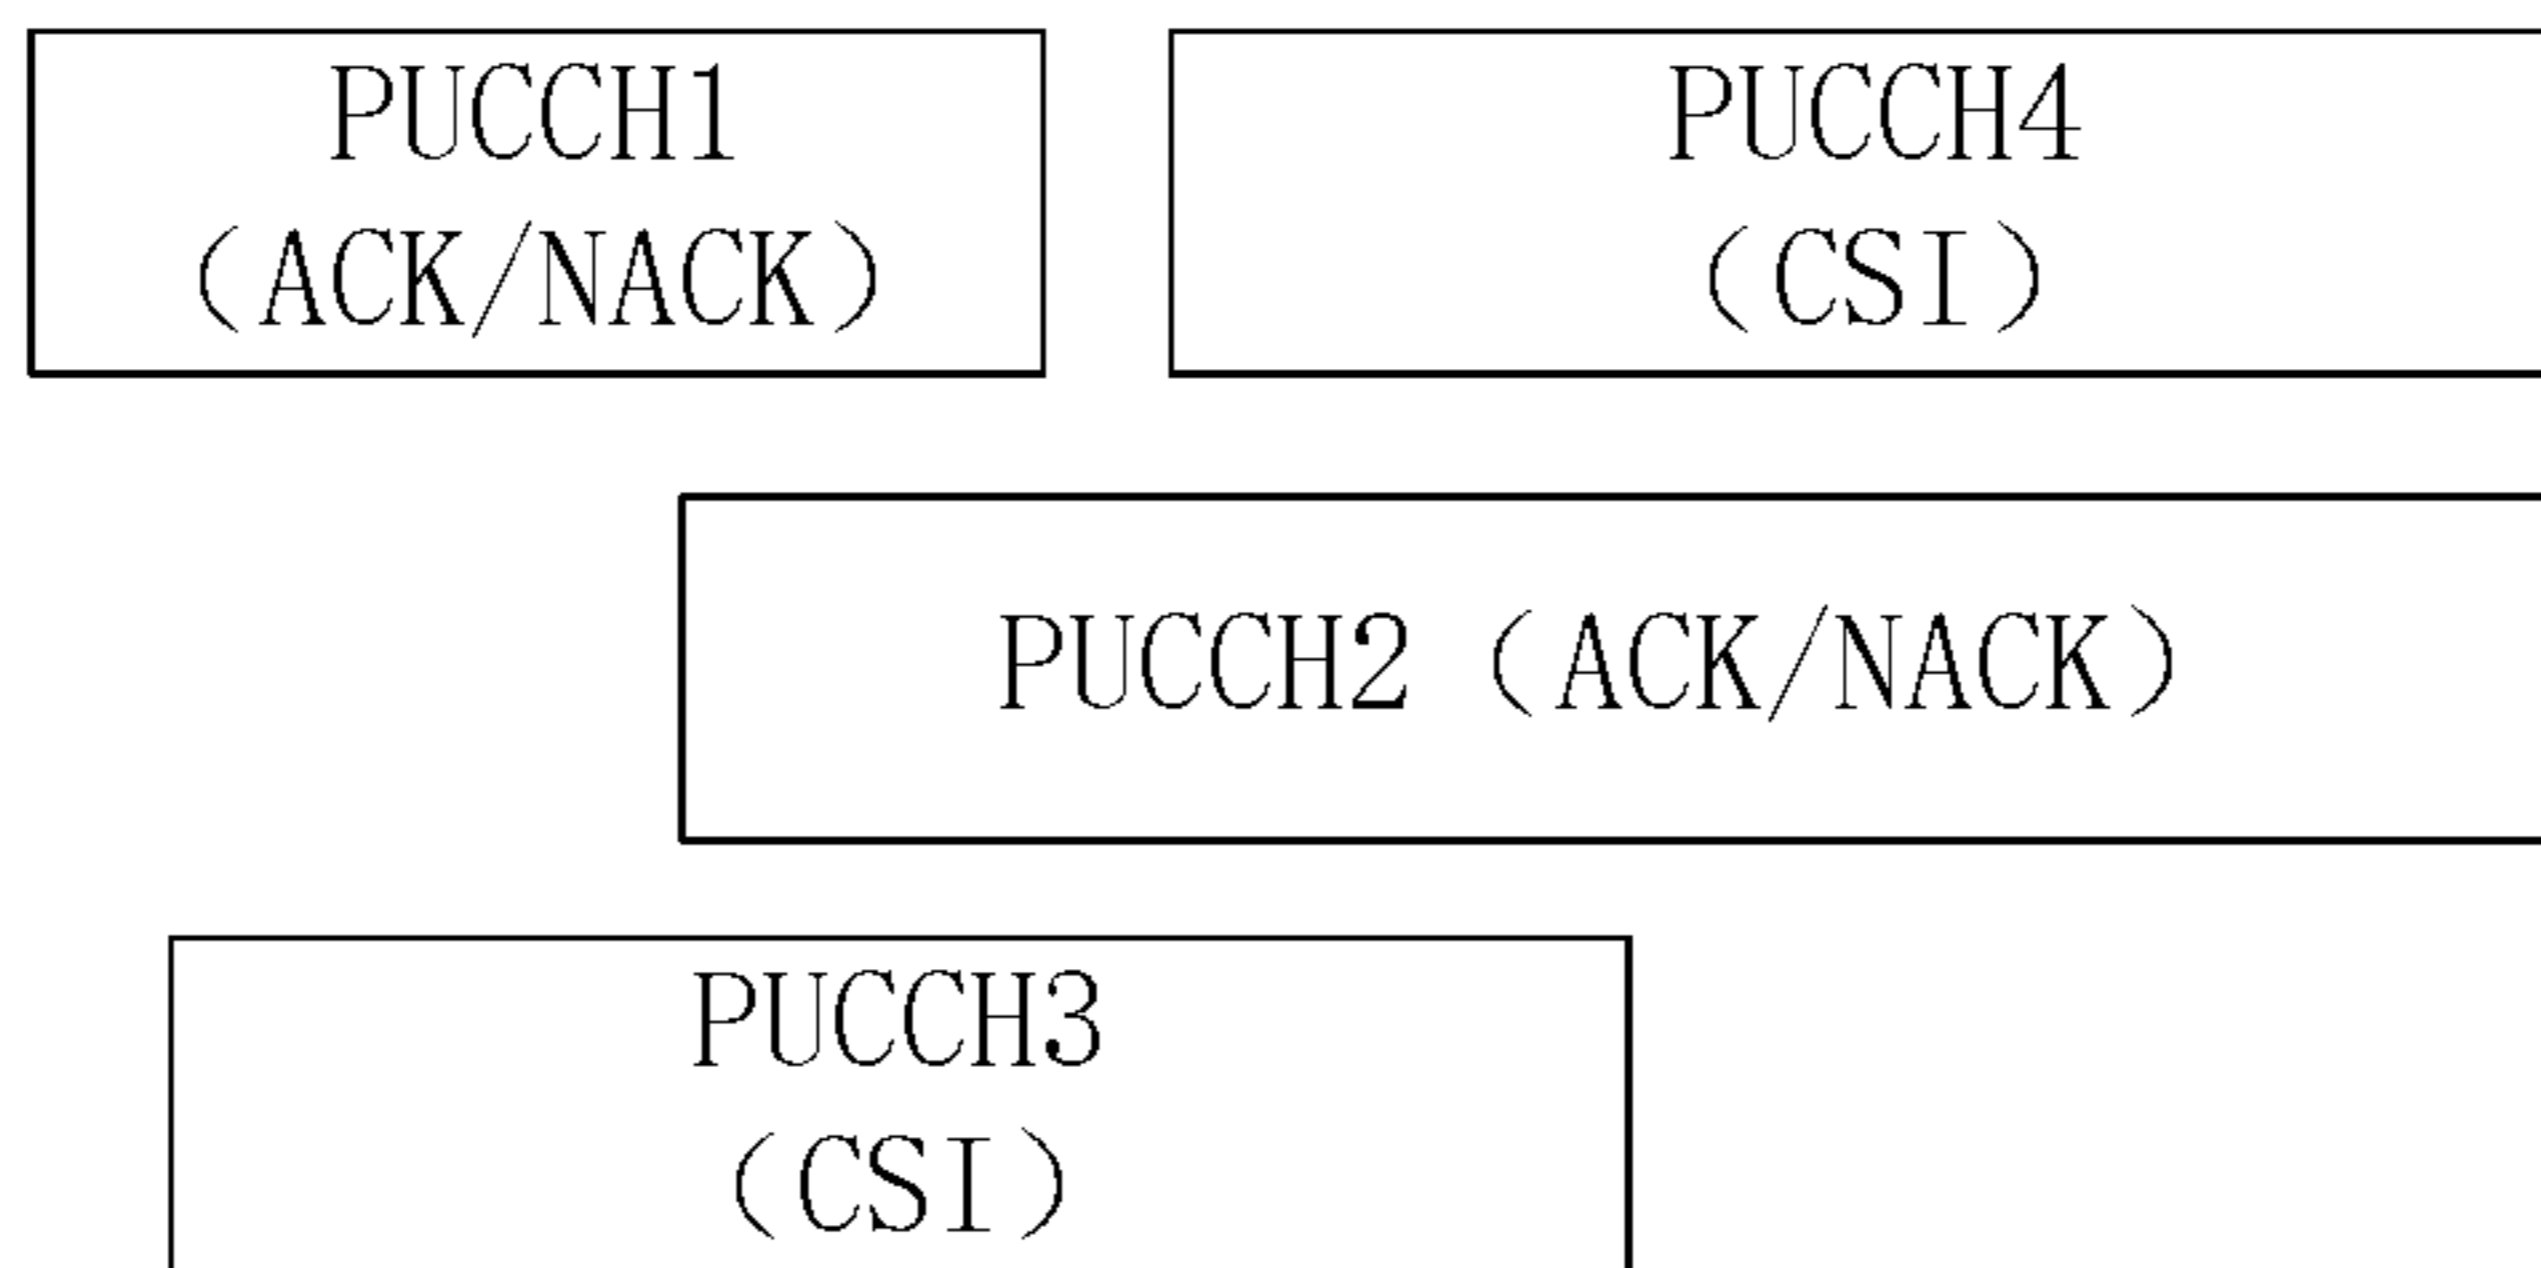 PUCCH1
（ACK/NACK）
PUCCH4
（CSI）
PUCCH2（ACK/NACK）
PUCCH3
（CSI）